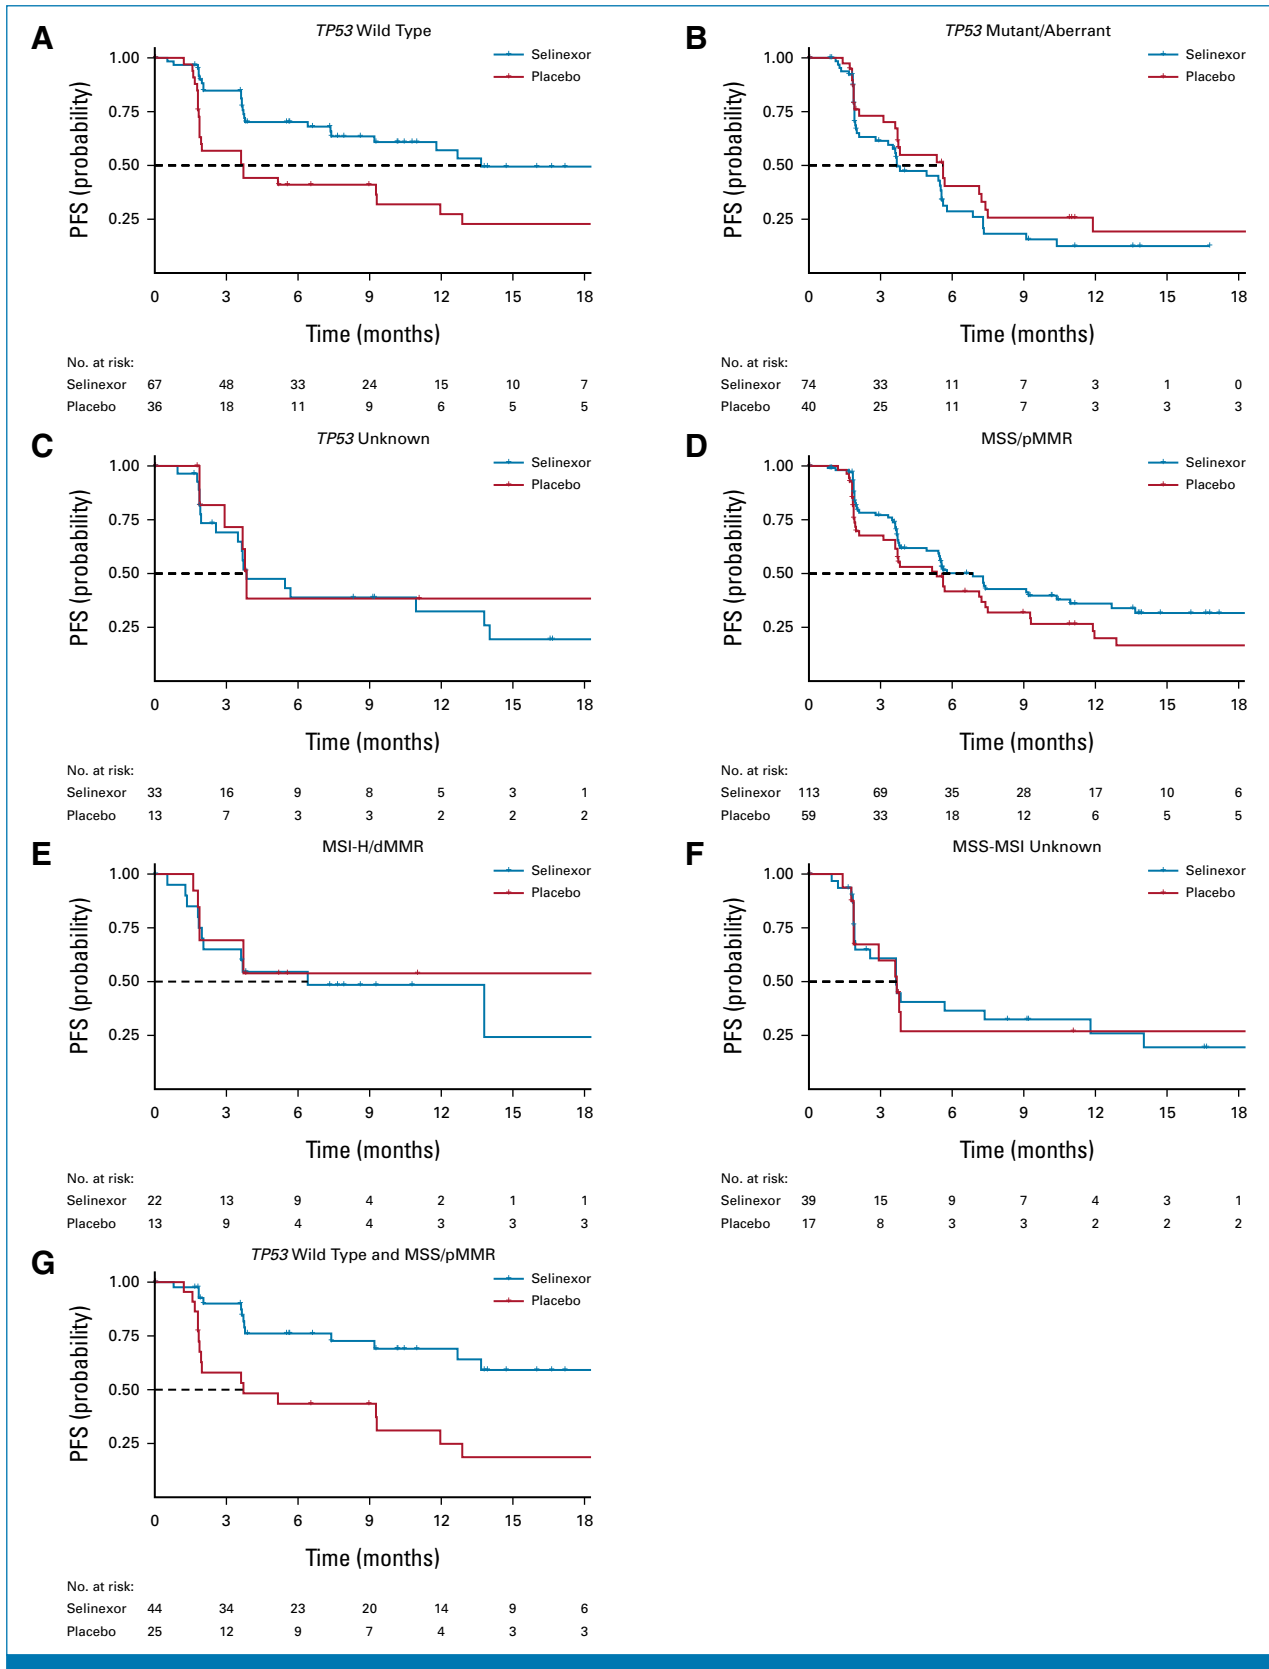 A
TP53 Wild Type
Selinexor
Placebo
PFS (probability)
1.00
0.75
0.50
0.25
0 3 6 9 12 15 18
Time (months)
No. at risk:
Selinexor 67 48 33 24 15 10 7
Placebo 36 18 11 9 6 5 5
B
TP53 Mutant/Aberrant
Selinexor
Placebo
PFS (probability)
1.00
0.75
0.50
0.25
0 3 6 9 12 15 18
Time (months)
No. at risk:
Selinexor 74 33 11 7 3 1 0
Placebo 40 25 11 7 3 3 3
C
TP53 Unknown
Selinexor
Placebo
PFS (probability)
1.00
0.75
0.50
0.25
0 3 6 9 12 15 18
Time (months)
No. at risk:
Selinexor 33 16 9 8 5 3 1
Placebo 13 7 3 3 2 2 2
D
MSS/pMMR
Selinexor
Placebo
PFS (probability)
1.00
0.75
0.50
0.25
0 3 6 9 12 15 18
Time (months)
No. at risk:
Selinexor 113 69 35 28 17 10 6
Placebo 59 33 18 12 6 5 5
E
MSI-H/dMMR
Selinexor
Placebo
PFS (probability)
1.00
0.75
0.50
0.25
0 3 6 9 12 15 18
Time (months)
No. at risk:
Selinexor 22 13 9 4 2 1 1
Placebo 13 9 4 4 3 3 3
F
MSS-MSI Unknown
Selinexor
Placebo
PFS (probability)
1.00
0.75
0.50
0.25
0 3 6 9 12 15 18
Time (months)
No. at risk:
Selinexor 39 15 9 7 4 3 1
Placebo 17 8 3 3 2 2 2
G
TP53 Wild Type and MSS/pMMR
Selinexor
Placebo
PFS (probability)
1.00
0.75
0.50
0.25
0 3 6 9 12 15 18
Time (months)
No. at risk:
Selinexor 44 34 23 20 14 9 6
Placebo 25 12 9 7 4 3 3